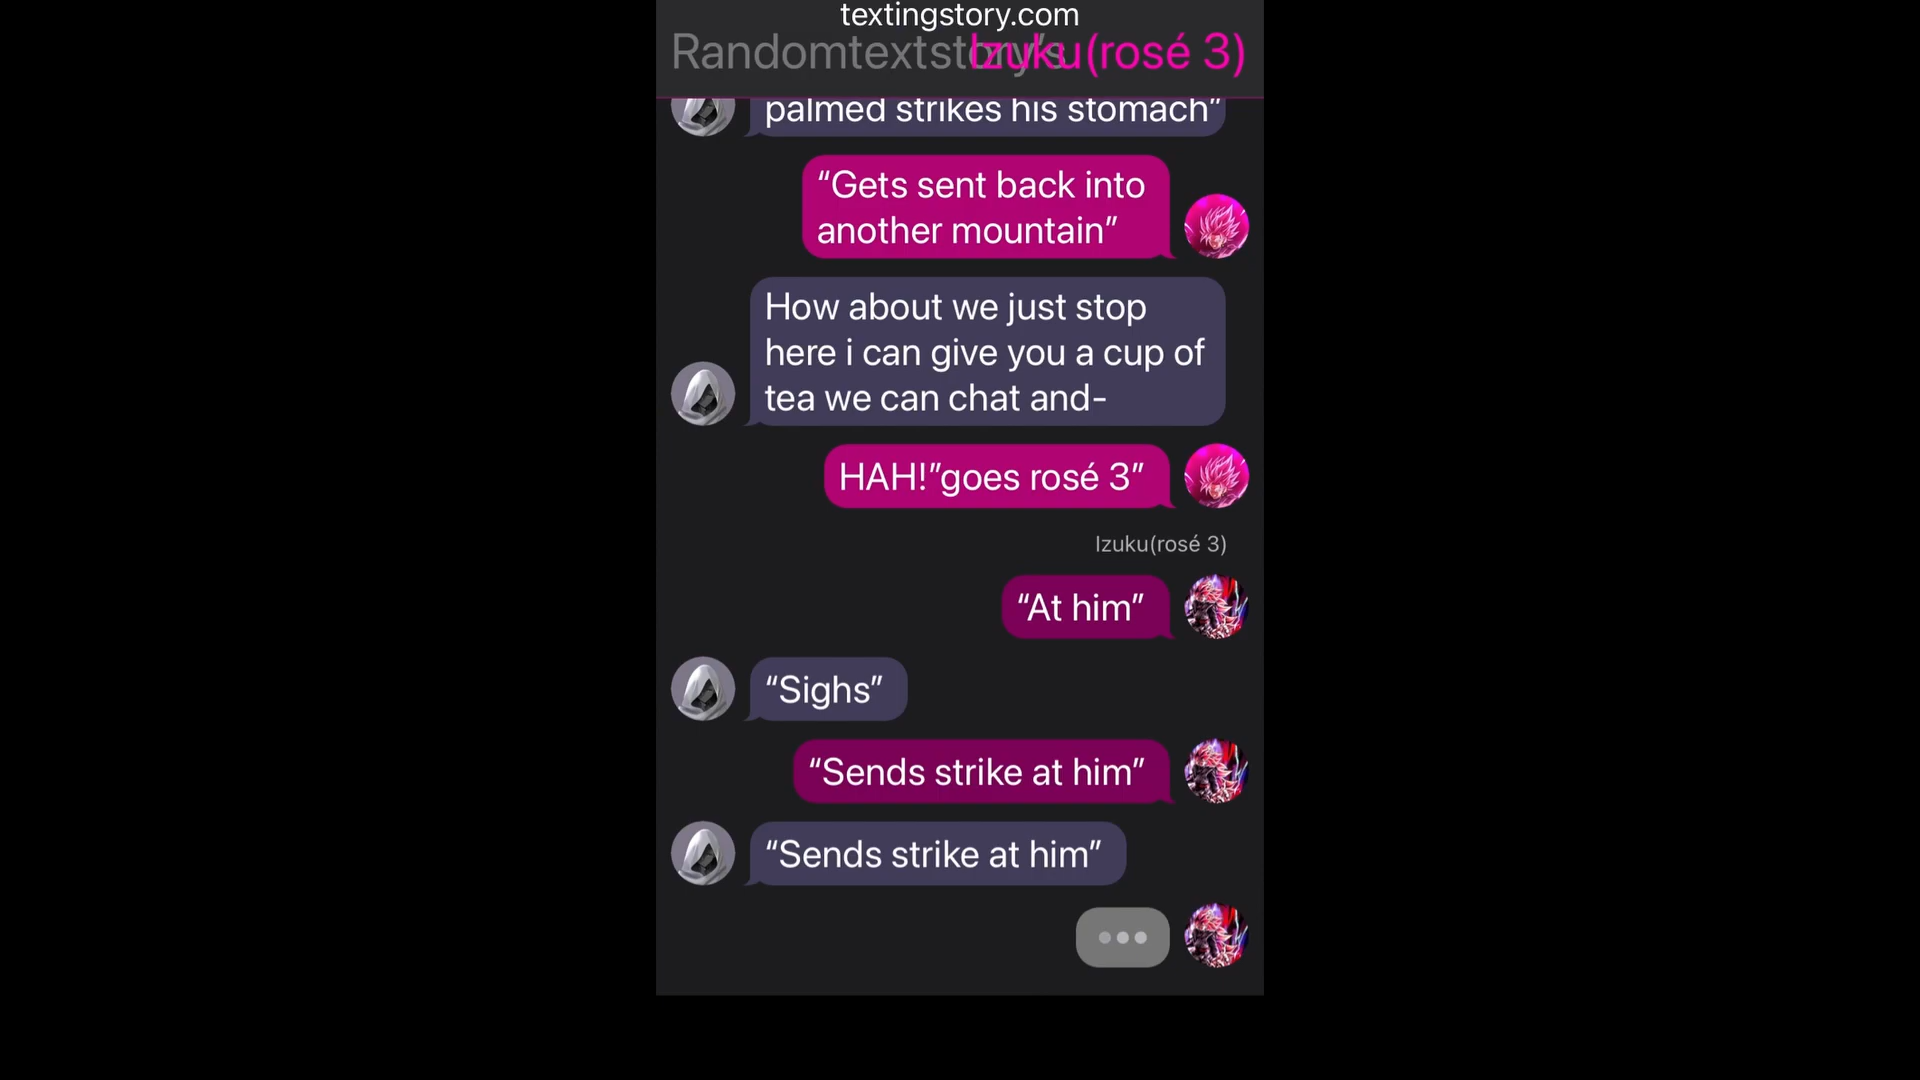 textingstory.com
Randomtextstory's
Izuku(rosé 3)
palmed strikes his stomach”
“Gets sent back into
another mountain”
How about we just stop
here i can give you a cup of
tea we can chat and-
HAH!”goes rosé 3”
Izuku(rosé 3)
“At him”
“Sighs”
“Sends strike at him”
“Sends strike at him”